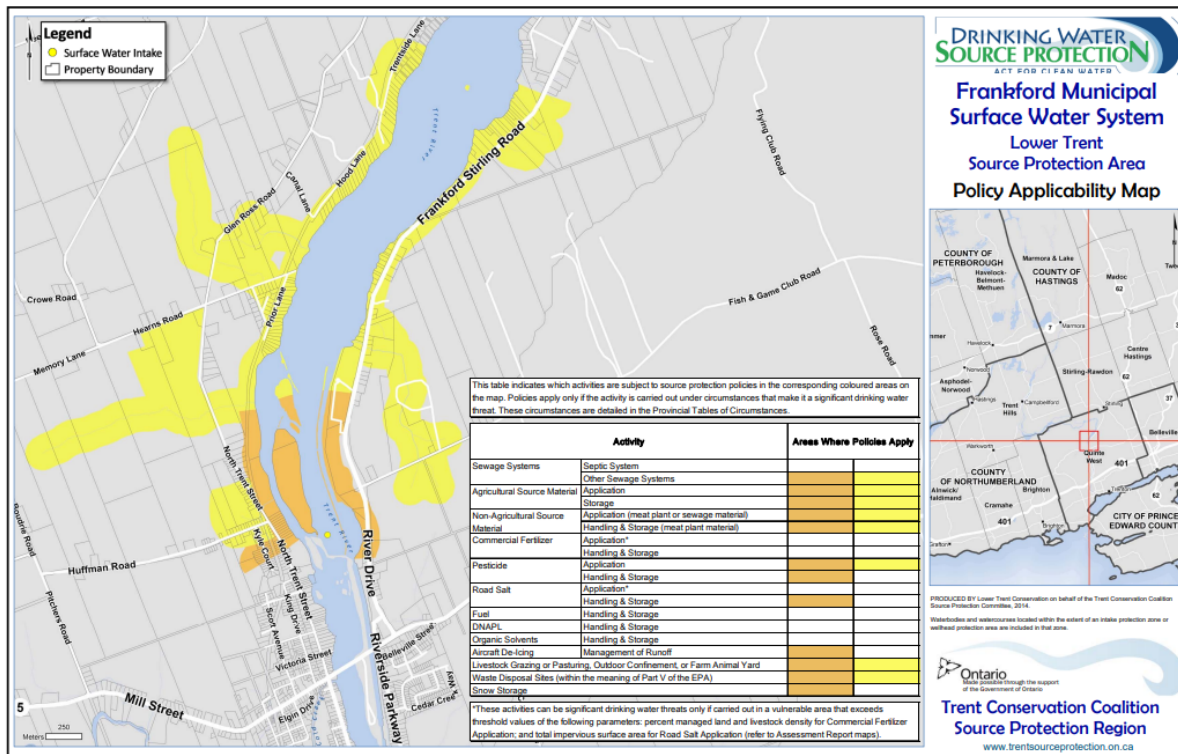 Legend
Surface Water Intake
Property Boundary
N
Trentside Lane
Trent River
Frankford Stirling Road
Flying Club Road
Hood Lane
Canal Lane
Glen Ross Road
Crowe Road
Hearns Road
Prior Lane
Memory Lane
Fish & Game Club Road
Rose Road
North Trent Street
Trent River
River Drive
Kyle Court
North Trent Street
Huffman Road
Pitchers Road
King Drive
Scott Avenue
Victoria Street
Belleville Street
Riverside Parkway
Mill Street
Elgin Drive
Cedar Cree
5
250
Meters
This table indicates which activities are subject to source protection policies in the corresponding coloured areas on
the map. Policies apply only if the activity is carried out under circumstances that make it a significant drinking water
threat. These circumstances are detailed in the Provincial Tables of Circumstances.
Activity Areas Where Policies Apply
Sewage Systems Septic System
Other Sewage Systems
Agricultural Source Material Application
Storage
Non-Agricultural Source Application (meat plant or sewage material)
Material Handling & Storage (meat plant material)
Commercial Fertilizer Application*
Handling & Storage
Pesticide Application
Handling & Storage
Road Salt Application*
Handling & Storage
Fuel Handling & Storage
DNAPL Handling & Storage
Organic Solvents Handling & Storage
Aircraft De-Icing Management of Runoff
Livestock Grazing or Pasturing, Outdoor Confinement, or Farm Animal Yard
Waste Disposal Sites (within the meaning of Part V of the EPA)
Snow Storage
*These activities can be significant drinking water threats only if carried out in a vulnerable area that exceeds
threshold values of the following parameters: percent managed land and livestock density for Commercial Fertilizer
Application; and total impervious surface area for Road Salt Application (refer to Assessment Report maps).
DRINKING WATER
SOURCE PROTECTION
ACT FOR CLEAN WATER
Frankford Municipal
Surface Water System
Lower Trent
Source Protection Area
Policy Applicability Map
COUNTY OF
PETERBOROUGH
Havelock-
Belmont-
Methuen
Marmora & Lake
COUNTY OF
HASTINGS
Madoc
62
7
Marmora
Havelock
Centre
Hastings
Norwood
Asphodel-
Norwood
Stirling-Rawdon
62
37
Hastings
Trent
Hills
Campbellford
Stirling
Belleville
Warkworth
Quinte
West
401
COUNTY
OF NORTHUMBERLAND
Trenton
Brighton
62
Cramahe
401
Brighton
CITY OF PRINCE
EDWARD COUNT
Grafton
PRODUCED BY Lower Trent Conservation on behalf of the Trent Conservation Coalition
Source Protection Committee, 2014.
Waterbodies and watercourses located within the extent of an intake protection zone or
wellhead protection area are included in that zone.
Ontario
Made possible through the support
of the Government of Ontario
Trent Conservation Coalition
Source Protection Region
www.trentsourceprotection.on.ca